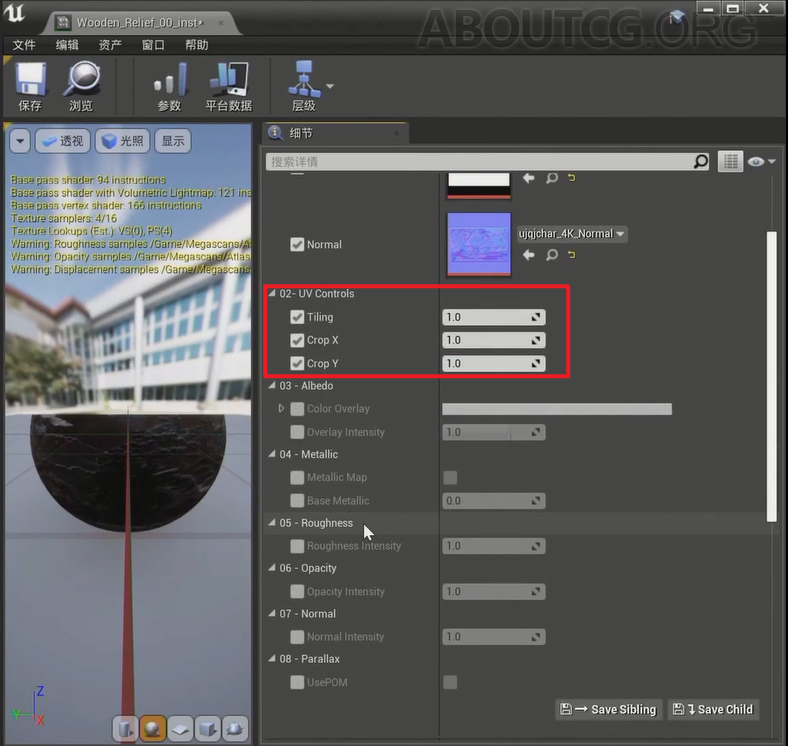 Wooden_Relief_00_inst*
ABOUTCG.ORG
文件 编辑 资产 窗口 帮助
保存 浏览 参数 平台数据 层级
透视 光照 显示
细节
搜索详情
Base pass shader: 94 instructions
Base pass shader with Volumetric Lightmap: 121 ins
Base pass vertex shader: 166 instructions
Texture samplers: 4/16
Texture Lookups (Est.): VS(0), PS(4)
Warning: Roughness samples /Game/Megascans/At
Warning: Opacity samples /Game/Megascans/Atlas
Warning: Displacement samples /Game/Megascans
Normal ujgjchar_4K_Normal
02- UV Controls
Tiling 1.0
Crop X 1.0
Crop Y 1.0
03 - Albedo
Color Overlay
Overlay Intensity 1.0
04 - Metallic
Metallic Map
Base Metallic 0.0
05 - Roughness
Roughness Intensity 1.0
06 - Opacity
Opacity Intensity 1.0
07 - Normal
Normal Intensity 1.0
08 - Parallax
UsePOM
Z
X
Save Sibling Save Child